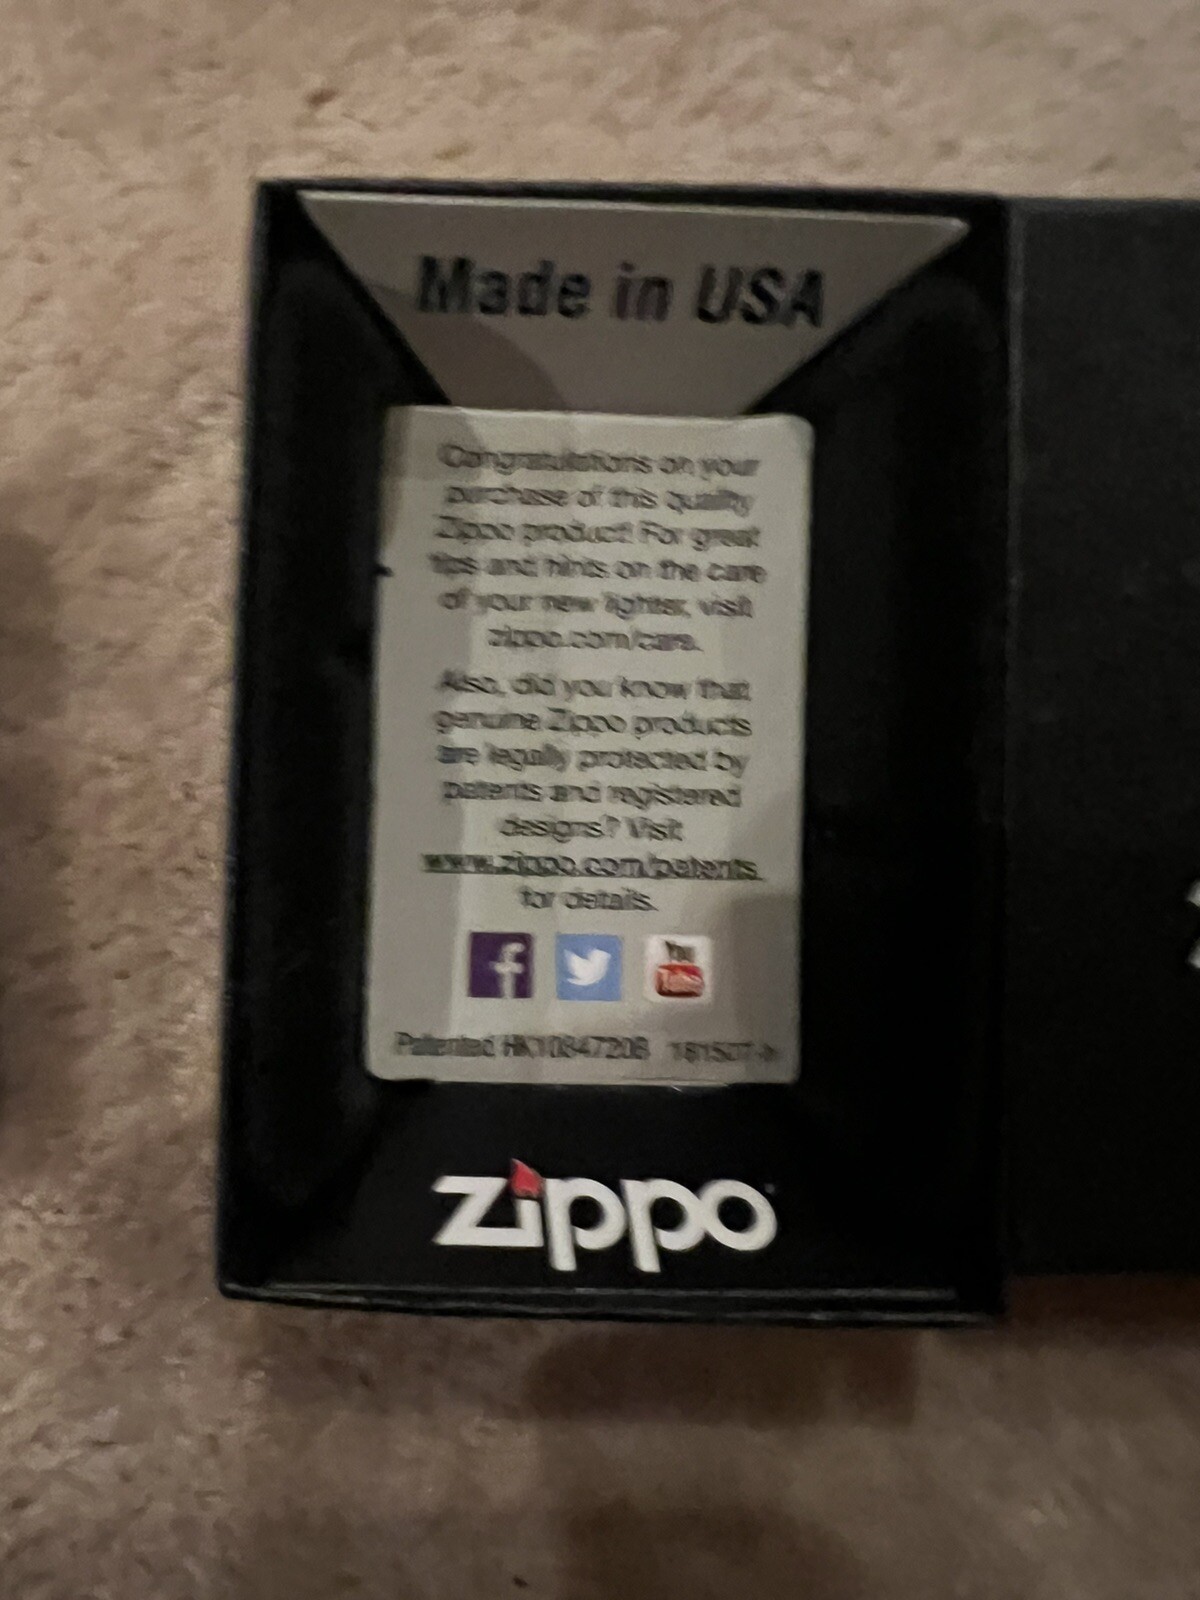 Made in USA
Congratulations on your
purchase of this quality
Zippo product! For great
tips and hints on the care
of your new lighter, visit
zippo.com/care.
Also, did you know that
genuine Zippo products
are legally protected by
patents and registered
designs? Visit
www.zippo.com/patents
for details.
f
You
Tube
Patented
zippo